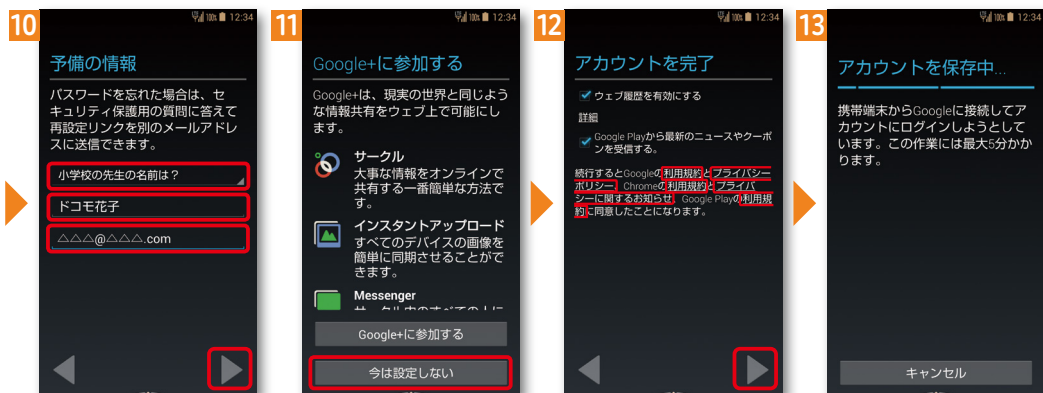 10
100% 12:34
予備の情報
パスワードを忘れた場合は、セ
キュリティ保護用の質問に答えて
再設定リンクを別のメールアドレ
スに送信できます。
小学校の先生の名前は？
ドコモ花子
△△△@△△△.com
11
100% 12:34
Google+に参加する
Google+は、現実の世界と同じよう
な情報共有をウェブ上で可能にし
ます。
サークル
大事な情報をオンラインで
共有する一番簡単な方法で
す。
インスタントアップロード
すべてのデバイスの画像を
簡単に同期させることがで
きます。
Messenger
Google+に参加する
今は設定しない
12
100% 12:34
アカウントを完了
ウェブ履歴を有効にする
詳細
Google Playから最新のニュースやクーポ
ンを受信する。
続行するとGoogleの利用規約とプライバシー
ポリシー、Chromeの利用規約とプライバ
シーに関するお知らせ、Google Playの利用規
約に同意したことになります。
13
100% 12:34
アカウントを保存中...
携帯端末からGoogleに接続してア
カウントにログインしようとして
います。この作業には最大5分かか
ります。
キャンセル